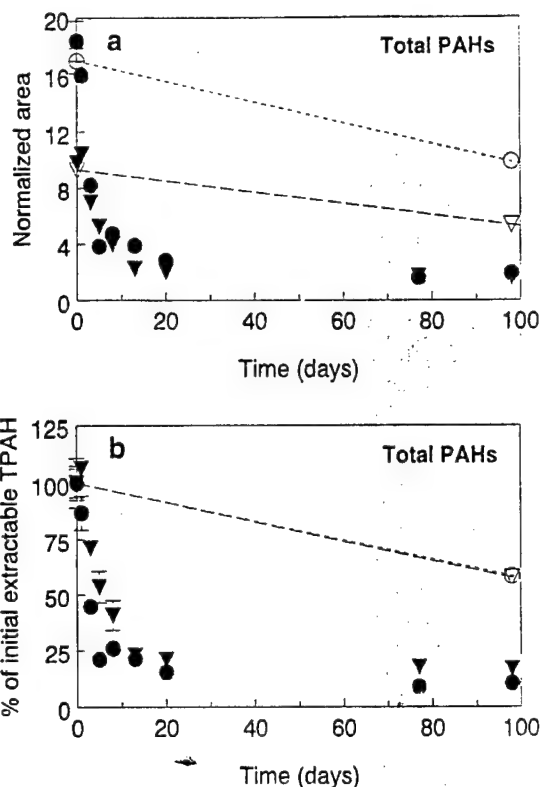 20
a
Total PAHs
16
12
8
4
0
Normalized area
0 20 40 60 80 100
Time (days)
125
b
Total PAHs
100
75
50
25
0
% of initial extractable TPAH
0 20 40 60 80 100
Time (days)